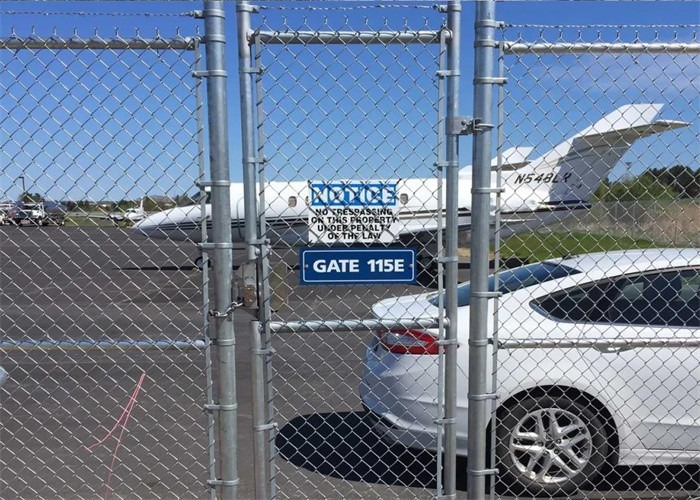 N548LR
NOTICE
NO TRESPASSING
ON THIS PROPERTY
UNDER PENALTY
OF THE LAW
GATE 115E